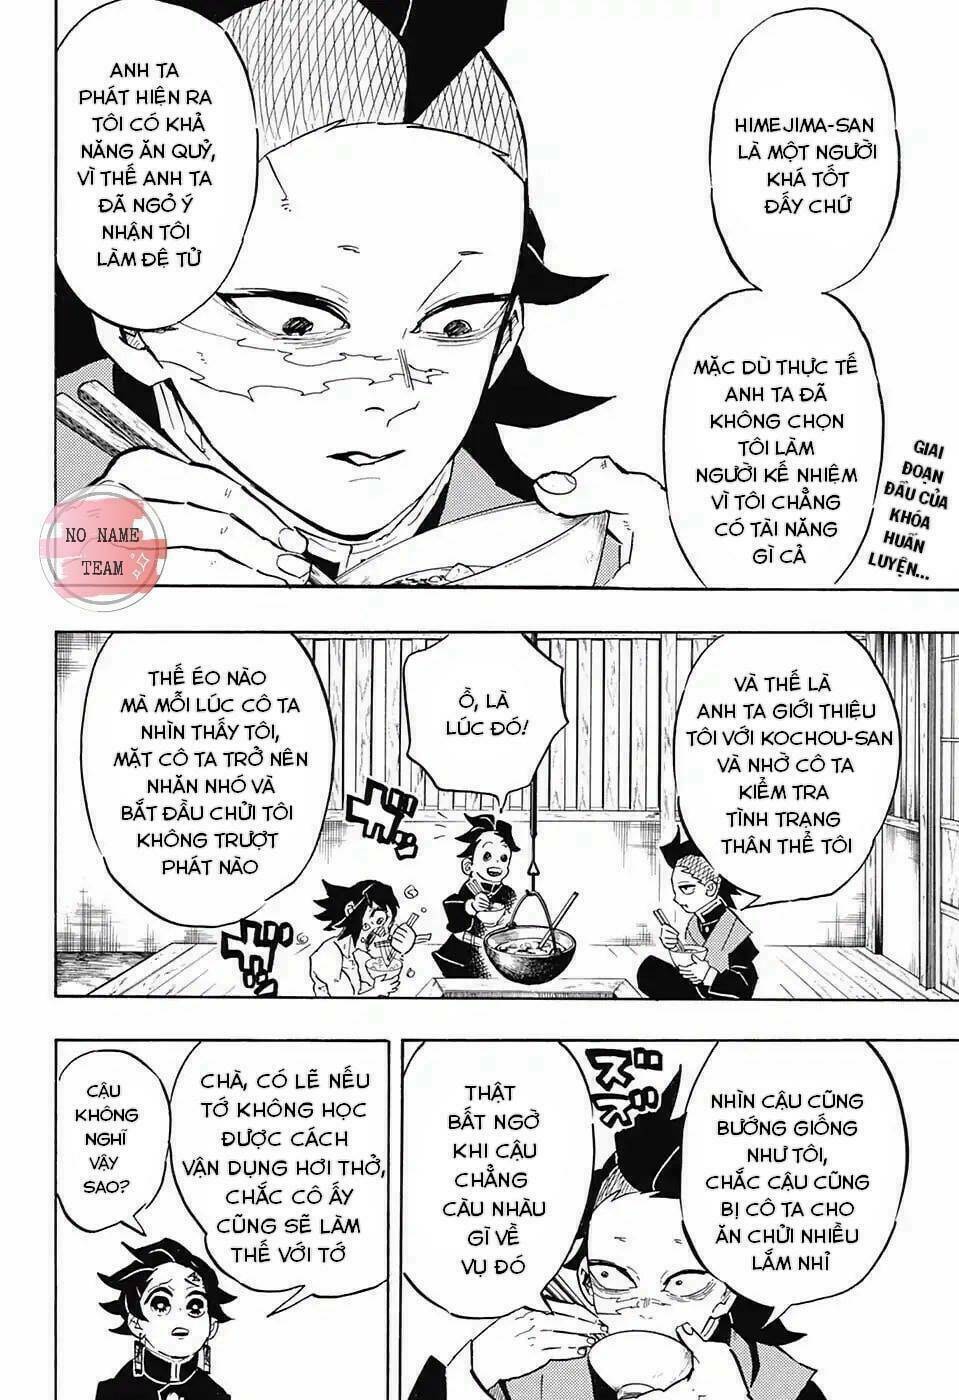 HIMEJIMA-SAN
LÀ MỘT NGƯỜI
KHÁ TỐT
ĐẤY CHỨ
MẶC DÙ THỰC TẾ
ANH TA ĐÃ
KHÔNG CHỌN
TÔI LÀM
NGƯỜI KẾ NHIỆM
VÌ TÔI CHẲNG
CÓ TÀI NĂNG
GÌ CẢ
GIAI
ĐOẠN
ĐẦU CỦA
KHÓA
HUẤN
LUYỆN...
ANH TA
PHÁT HIỆN RA
TÔI CÓ KHẢ
NĂNG ĂN QUỶ,
VÌ THẾ ANH TA
ĐÃ NGỎ Ý
NHẬN TÔI
LÀM ĐỆ TỬ
NO NAME
TEAM
VÀ THẾ LÀ
ANH TA GIỚI THIỆU
TÔI VỚI KOCHOU-SAN
VÀ NHỜ CÔ TA
KIỂM TRA
TÌNH TRẠNG
THÂN THỂ TÔI
Ồ, LÀ
LÚC ĐÓ!
THẾ ÉO NÀO
MÀ MỖI LÚC CÔ TA
NHÌN THẤY TÔI,
MẶT CÔ TA TRỞ NÊN
NHĂN NHÓ VÀ
BẮT ĐẦU CHỬI TÔI
KHÔNG TRƯỢT
PHÁT NÀO
ガツ
ガツ
NHÌN CẬU CŨNG
BƯỚNG GIỐNG
NHƯ TÔI,
CHẮC CẬU CŨNG
BỊ CÔ TA CHO
ĂN CHỬI NHIỀU
LẮM NHỈ
ズズ
THẬT
BẤT NGỜ
KHI CẬU
CHẲNG
CÀU NHÀU
GÌ VỀ
VỤ ĐÓ
CHÀ, CÓ LẼ NẾU
TỚ KHÔNG HỌC
ĐƯỢC CÁCH
VẬN DỤNG HƠI THỞ,
CHẮC CÔ ẤY
CŨNG SẼ LÀM
THẾ VỚI TỚ
CẬU
KHÔNG
NGHĨ
VẬY
SAO?